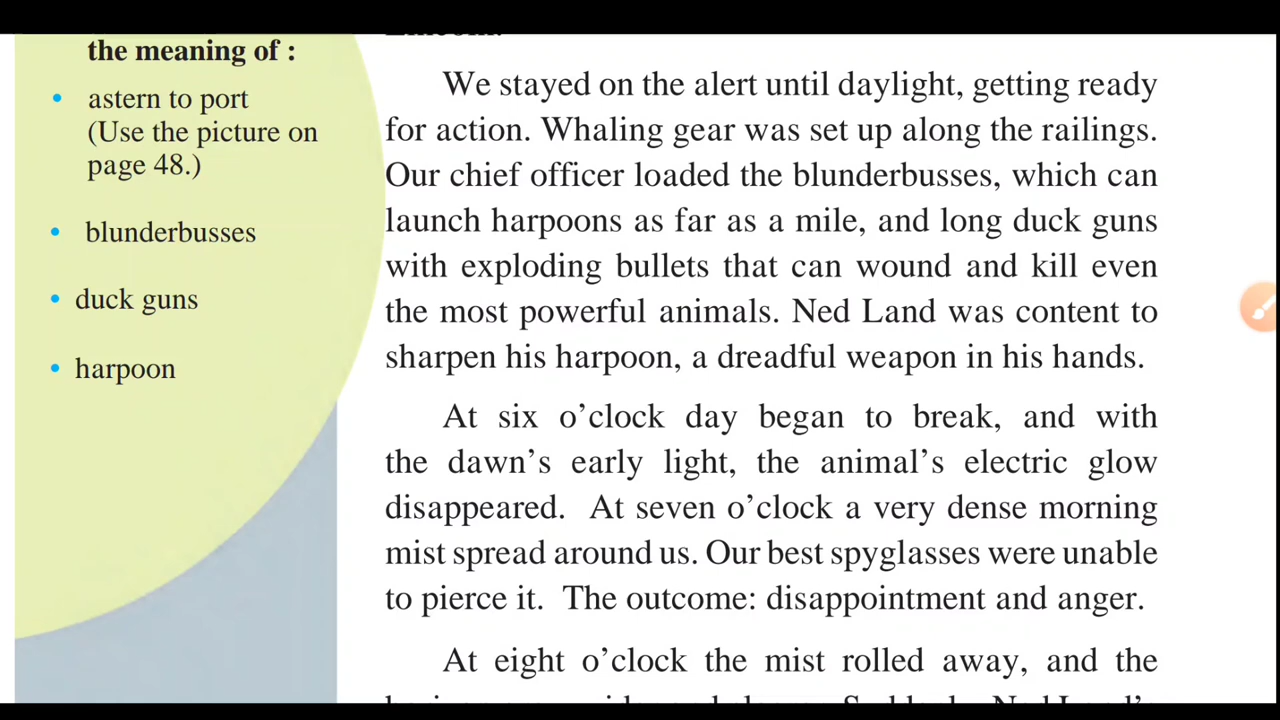 the meaning of :
• astern to port
(Use the picture on
page 48.)
• blunderbusses
• duck guns
• harpoon
We stayed on the alert until daylight, getting ready
for action. Whaling gear was set up along the railings.
Our chief officer loaded the blunderbusses, which can
launch harpoons as far as a mile, and long duck guns
with exploding bullets that can wound and kill even
the most powerful animals. Ned Land was content to
sharpen his harpoon, a dreadful weapon in his hands.
At six o’clock day began to break, and with
the dawn’s early light, the animal’s electric glow
disappeared. At seven o’clock a very dense morning
mist spread around us. Our best spyglasses were unable
to pierce it. The outcome: disappointment and anger.
At eight o’clock the mist rolled away, and the